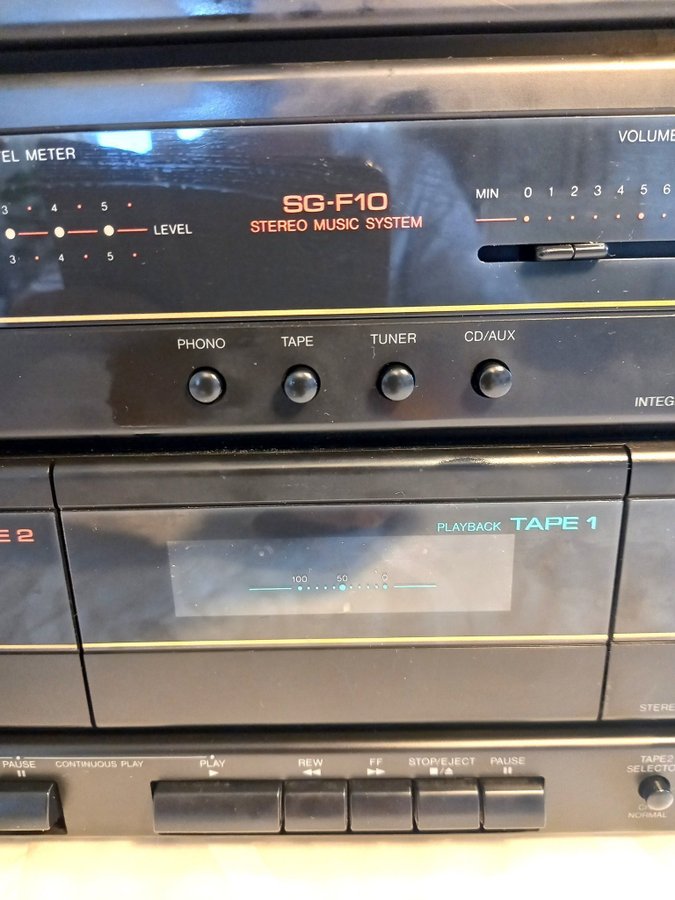 EL METER
VOLUME
3 · 4 · 5 ·
LEVEL
3 · 4 · 5 ·
SG-F10
STEREO MUSIC SYSTEM
MIN 0 1 2 3 4 5 6
PHONO TAPE TUNER CD/AUX
INTEG
E 2
PLAYBACK TAPE 1
100 50 0
STERE
PAUSE CONTINUOUS PLAY PLAY REW FF STOP/EJECT PAUSE
TAPE2
SELECTO
NORMAL